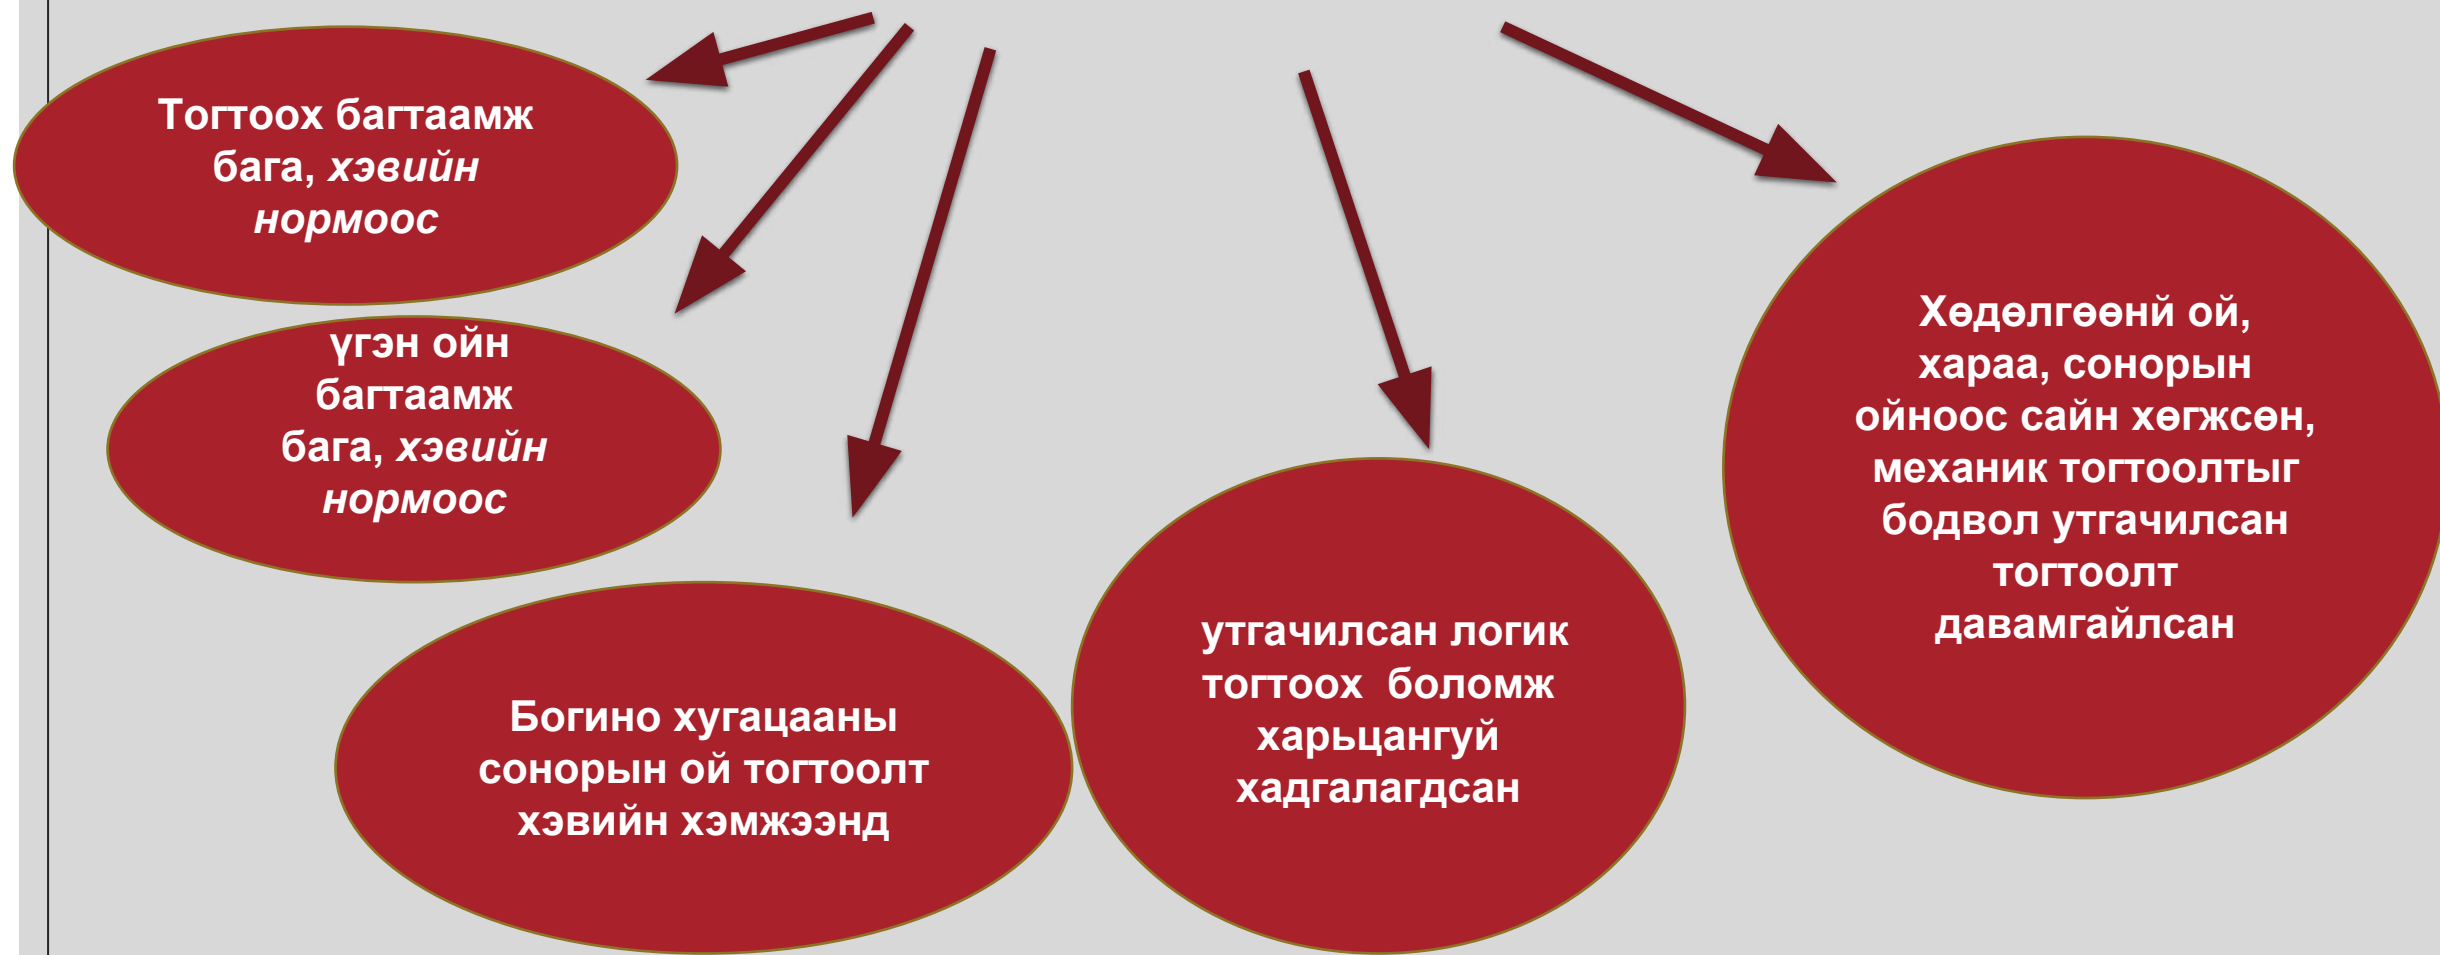 Тогтоох багтаамж
бага, хэвийн
нормоос
үгэн ойн
багтаамж
бага, хэвийн
нормоос
Богино хугацааны
сонорын ой тогтоолт
хэвийн хэмжээнд
утгачилсан логик
тогтоох  боломж
харьцангуй
хадгалагдсан
Хөдөлгөөнй ой,
хараа, сонорын
ойноос сайн хөгжсөн,
механик тогтоолтыг
бодвол утгачилсан
тогтоолт
давамгайлсан